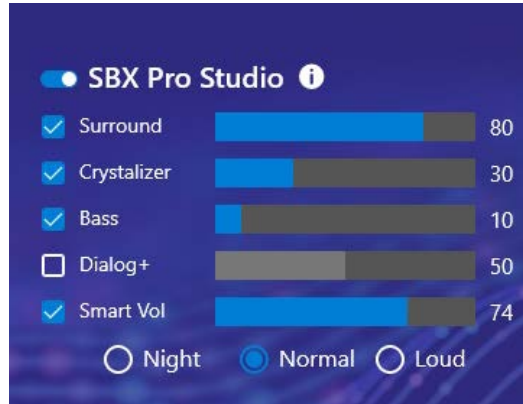 SBX Pro Studio i
Surround 80
Crystalizer 30
Bass 10
Dialog+ 50
Smart Vol 74
Night Normal Loud